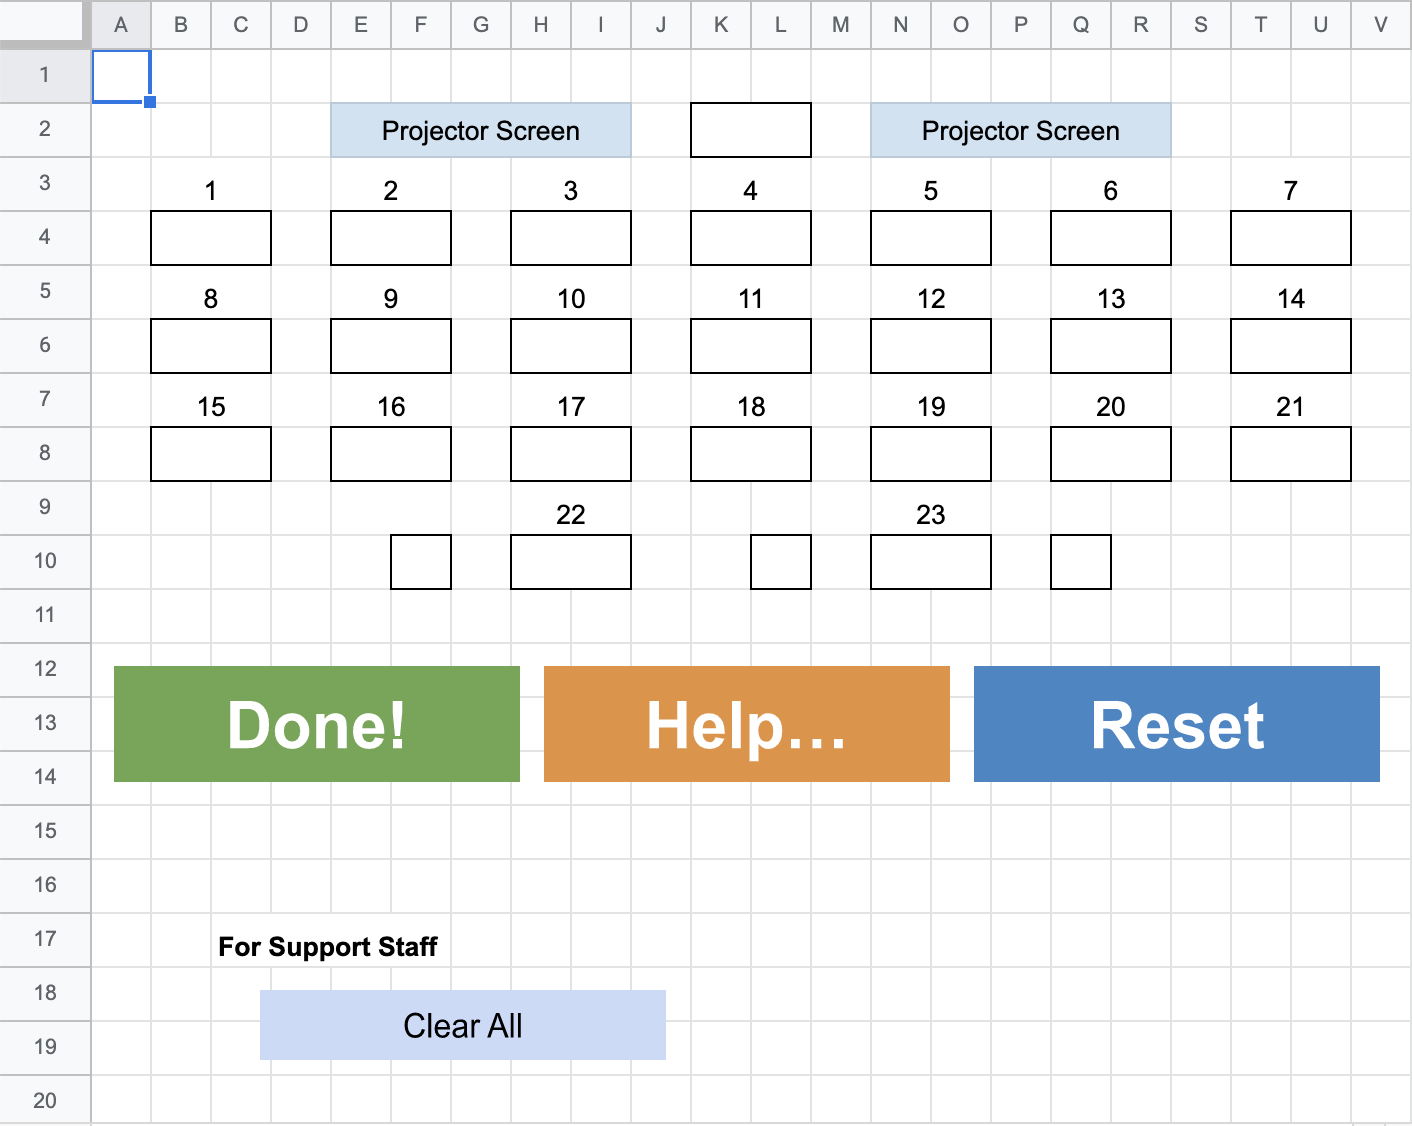 A B C D E F G H I J K L M N O P Q R S T U V
1
2 Projector Screen Projector Screen
3 1 2 3 4 5 6 7
4
5 8 9 10 11 12 13 14
6
7 15 16 17 18 19 20 21
8
9 22 23
10
11
12
13 Done! Help... Reset
14
15
16
17 For Support Staff
18
Clear All
19
20